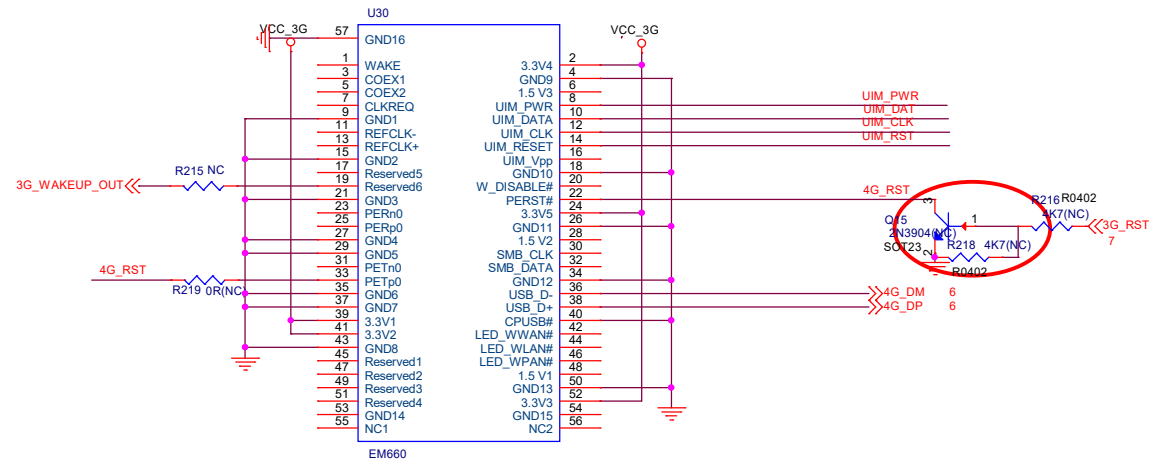 U30
VCC_3G
VCC_3G
57 GND16
1 WAKE 3.3V4 2
3 COEX1 GND9 4
5 COEX2 1.5 V3 6
7 CLKREQ UIM_PWR 8 UIM_PWR
9 GND1 UIM_DATA 10 UIM_DAT
11 REFCLK- UIM_CLK 12 UIM_CLK
13 REFCLK+ UIM_RESET 14 UIM_RST
15 GND2 UIM_Vpp 16
17 Reserved5 GND10 18
R215 NC
3G_WAKEUP_OUT 19 Reserved6 W_DISABLE# 20
21 GND3 PERST# 22 4G_RST
23 PERn0 3.3V5 24
25 PERp0 GND11 26
27 GND4 1.5 V2 28
29 GND5 SMB_CLK 30
31 PETn0 SMB_DATA 32
4G_RST 33 PETp0 GND12 34
R219 0R(NC)
35 GND6 USB_D- 36 4G_DM 6
37 GND7 USB_D+ 38 4G_DP 6
39 3.3V1 CPUSB# 40
41 3.3V2 LED_WWAN# 42
43 GND8 LED_WLAN# 44
45 Reserved1 LED_WPAN# 46
47 Reserved2 1.5 V1 48
49 Reserved3 GND13 50
51 Reserved4 3.3V3 52
53 GND14 GND15 54
55 NC1 NC2 56
EM660
3
Q15
2N3904(NC)
SOT23
1
2
R216 R0402
4K7(NC)
3G_RST
7
R218 4K7(NC)
R0402